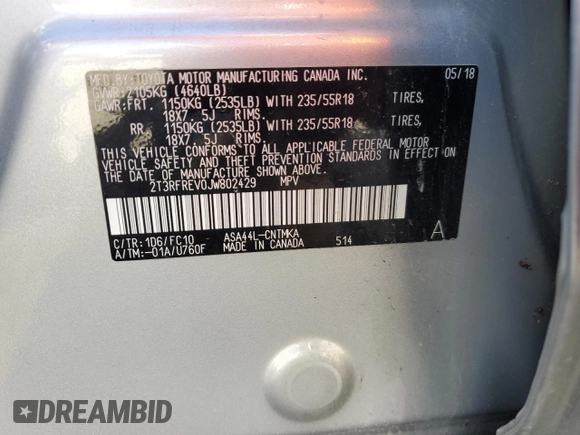 MFD.BY:TOYOTA MOTOR MANUFACTURING CANADA INC. 05/18
GVWR:2105KG (4640LB)
GAWR:FRT. 1150KG (2535LB) WITH 235/55R18 TIRES,
18X7. 5J RIMS.
RR. 1150KG (2535LB) WITH 235/55R18 TIRES,
18X7. 5J RIMS.
THIS VEHICLE CONFORMS TO ALL APPLICABLE FEDERAL MOTOR
VEHICLE SAFETY AND THEFT PREVENTION STANDARDS IN EFFECT ON
THE DATE OF MANUFACTURE SHOWN ABOVE.
2T3RFREV0JW802429 MPV
C/TR:1D6/FC10 ASA44L-CNTMKA A
A/TM:-01A/U760F MADE IN CANADA 514
DREAMBID